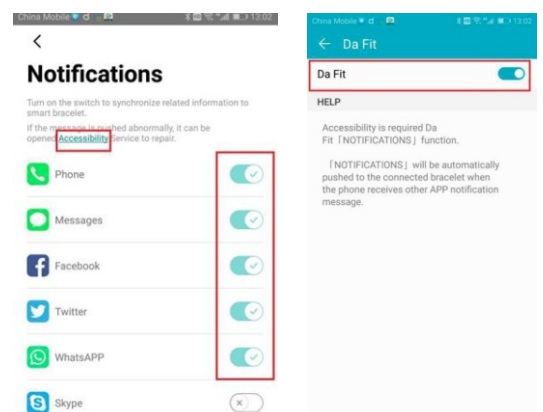 China Mobile d 13:02
Notifications
Turn on the switch to synchronize related information to
smart bracelet.
If the message is pushed abnormally, it can be
opened Accessibility Service to repair.
Phone
Messages
Facebook
Twitter
WhatsAPP
Skype
China Mobile d 13:02
Da Fit
Da Fit
HELP
Accessibility is required Da
Fit「NOTIFICATIONS」function.
「NOTIFICATIONS」will be automatically
pushed to the connected bracelet when
the phone receives other APP notification
message.